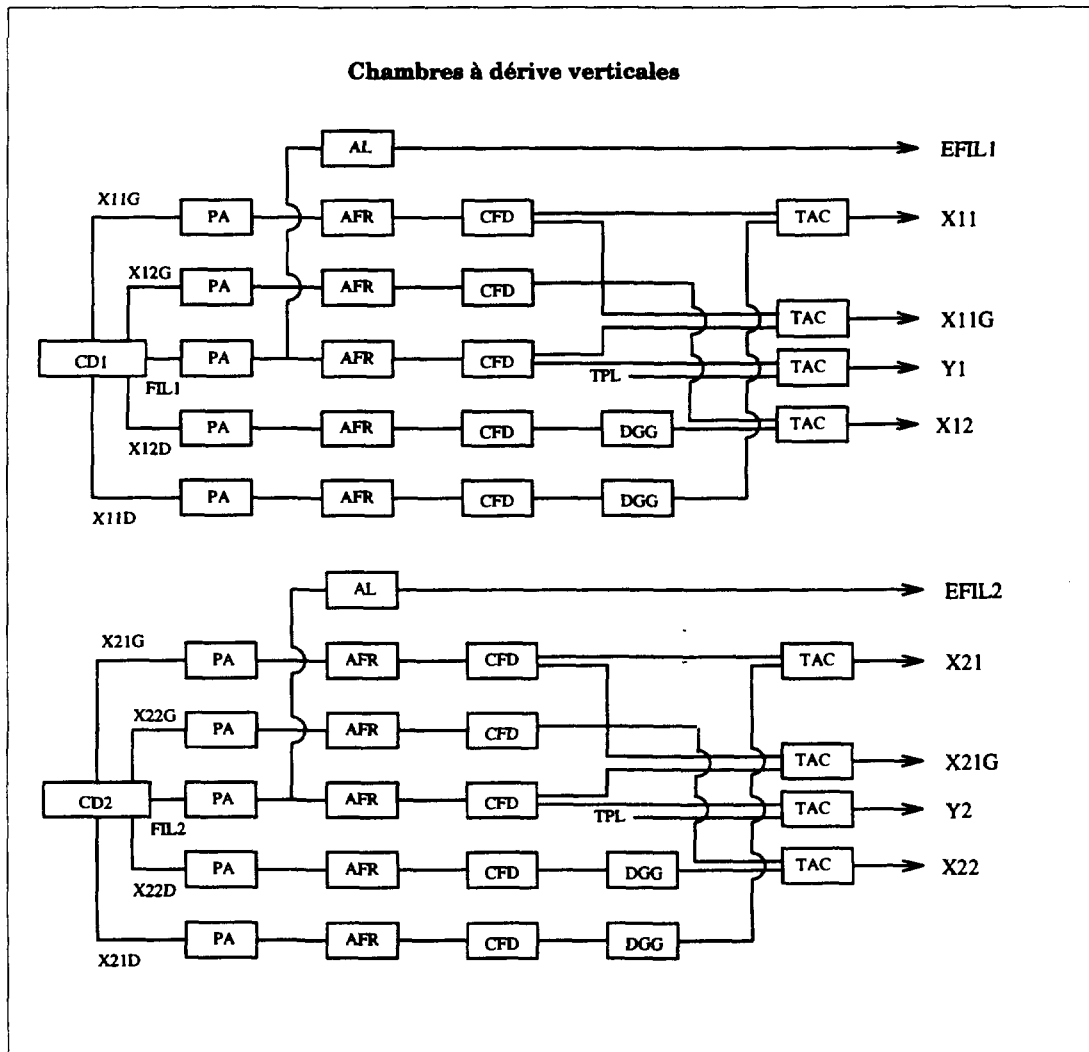 Chambres à dérive verticales
AL EFIL1
X11G PA AFR CFD TAC X11
X12G PA AFR CFD
TAC X11G
CD1 PA AFR CFD TAC Y1
FIL1 TPL
X12D PA AFR CFD DGG TAC X12
X11D PA AFR CFD DGG
AL EFIL2
X21G PA AFR CFD TAC X21
X22G PA AFR CFD
TAC X21G
CD2 PA AFR CFD TAC Y2
FIL2 TPL
X22D PA AFR CFD DGG TAC X22
X21D PA AFR CFD DGG